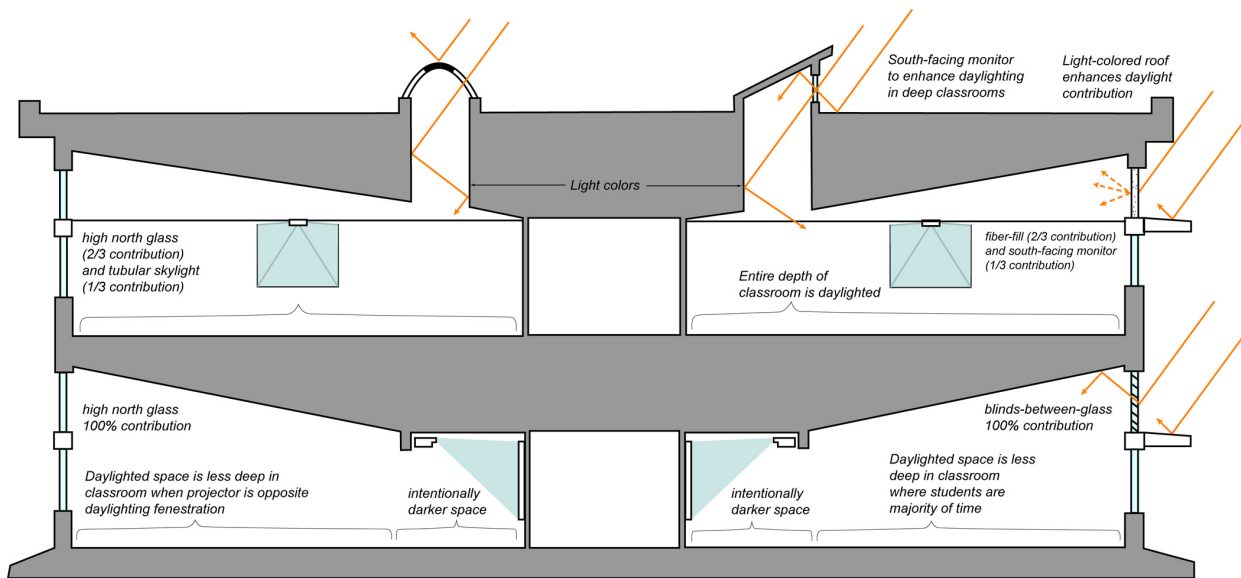 South-facing monitor
to enhance daylighting
in deep classrooms
Light-colored roof
enhances daylight
contribution
Light colors
high north glass
(2/3 contribution)
and tubular skylight
(1/3 contribution)
Entire depth of
classroom is daylighted
fiber-fill (2/3 contribution)
and south-facing monitor
(1/3 contribution)
high north glass
100% contribution
blinds-between-glass
100% contribution
Daylighted space is less deep in
classroom when projector is opposite
daylighting fenestration
intentionally
darker space
intentionally
darker space
Daylighted space is less
deep in classroom
where students are
majority of time